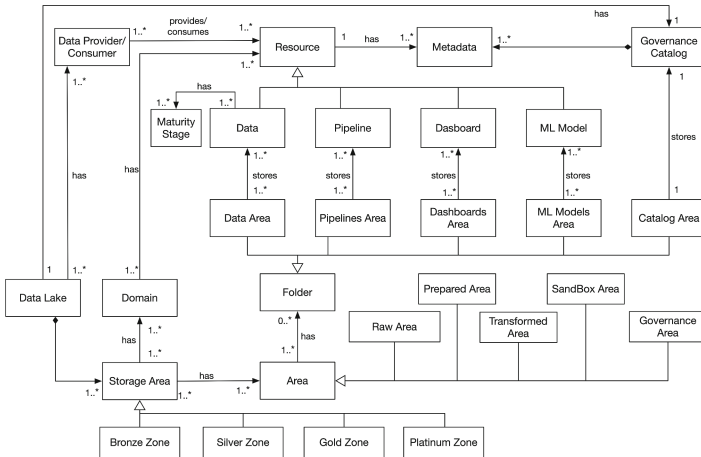 has
provides/
consumes
1..*
1..*
1..*
1
has
1..*
1..*
1
Data Provider/
Consumer
Resource
Metadata
Governance
Catalog
1..*
1
has
1..*
1..*
Maturity
Stage
Data
Pipeline
Dasboard
ML Model
1..*
1..*
1..*
1..*
has
has
stores
stores
stores
stores
stores
1..*
1..*
1..*
1..*
1
Data Area
Pipelines Area
Dashboards
Area
ML Models
Area
Catalog Area
1
1..*
1..*
Data Lake
Domain
Folder
Prepared Area
SandBox Area
0..*
1..*
has
has
1..*
1..*
Raw Area
Transformed
Area
Governance
Area
Storage Area
has
Area
1..*
1..*
1..*
Bronze Zone
Silver Zone
Gold Zone
Platinum Zone